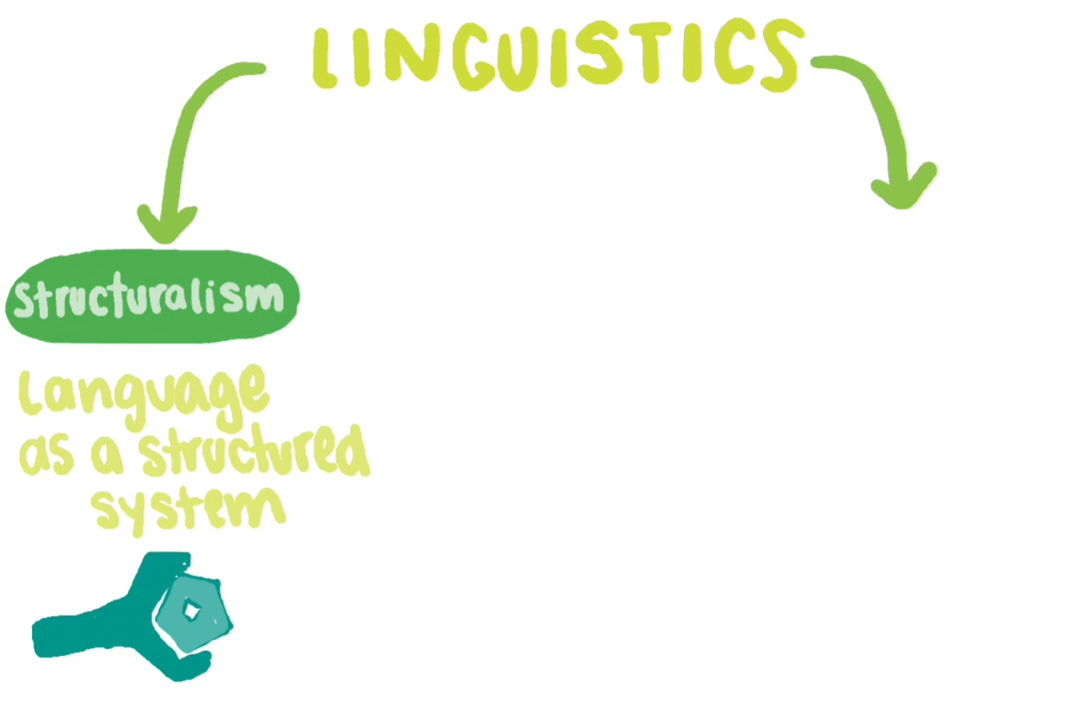 LINGUISTICS
structuralism
Language
as a structured
system